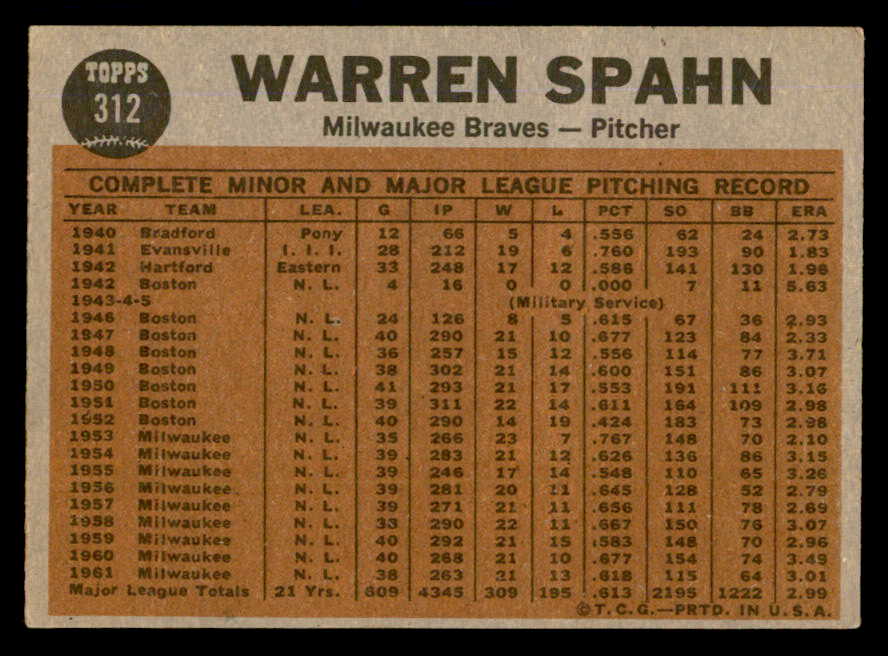 TOPPS
312
WARREN SPAHN
Milwaukee Braves — Pitcher
COMPLETE MINOR AND MAJOR LEAGUE PITCHING RECORD
YEAR TEAM LEA. G IP W L PCT SO BB ERA
1940 Bradford Pony 12 66 5 4 .556 62 24 2.73
1941 Evansville I. I. I. 28 212 19 6 .760 193 90 1.83
1942 Hartford Eastern 33 248 17 12 .586 141 130 1.96
1942 Boston N. L. 4 16 0 0 .000 7 11 5.63
1943-4-5 (Military Service)
1946 Boston N. L. 24 126 8 5 .615 67 36 2.93
1947 Boston N. L. 40 290 21 10 .677 123 84 2.33
1948 Boston N. L. 36 257 15 12 .556 114 77 3.71
1949 Boston N. L. 38 302 21 14 .600 151 86 3.07
1950 Boston N. L. 41 293 21 17 .553 191 111 3.16
1951 Boston N. L. 39 311 22 14 .611 164 109 2.98
1952 Boston N. L. 40 290 14 19 .424 183 73 2.98
1953 Milwaukee N. L. 35 266 23 7 .767 148 70 2.10
1954 Milwaukee N. L. 39 283 21 12 .626 136 86 3.15
1955 Milwaukee N. L. 39 246 17 14 .548 110 65 3.26
1956 Milwaukee N. L. 39 281 20 11 .645 128 52 2.79
1957 Milwaukee N. L. 39 271 21 11 .656 111 78 2.69
1958 Milwaukee N. L. 33 290 22 11 .667 150 76 3.07
1959 Milwaukee N. L. 40 292 21 15 .583 148 70 2.96
1960 Milwaukee N. L. 40 268 21 10 .677 154 74 3.49
1961 Milwaukee N. L. 38 263 21 13 .618 115 64 3.01
Major League Totals 21 Yrs. 609 4345 309 195 .613 2195 1222 2.99
©T.C.G.—PRTD. IN U.S.A.